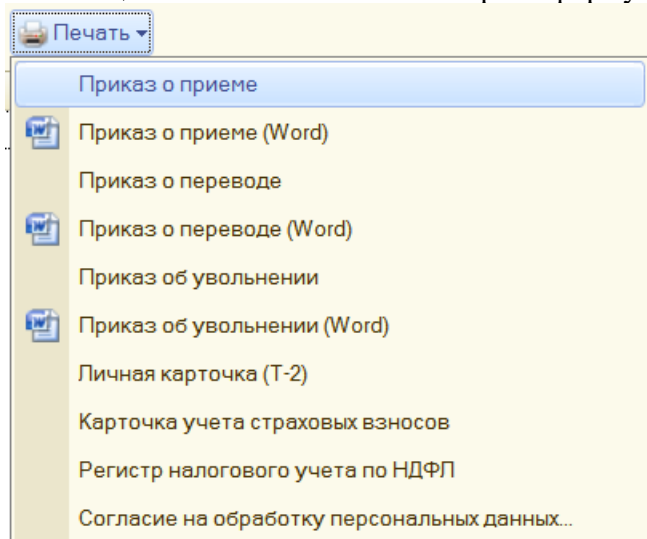 Печать
Приказ о приеме
Приказ о приеме (Word)
Приказ о переводе
Приказ о переводе (Word)
Приказ об увольнении
Приказ об увольнении (Word)
Личная карточка (Т-2)
Карточка учета страховых взносов
Регистр налогового учета по НДФЛ
Согласие на обработку персональных данных...